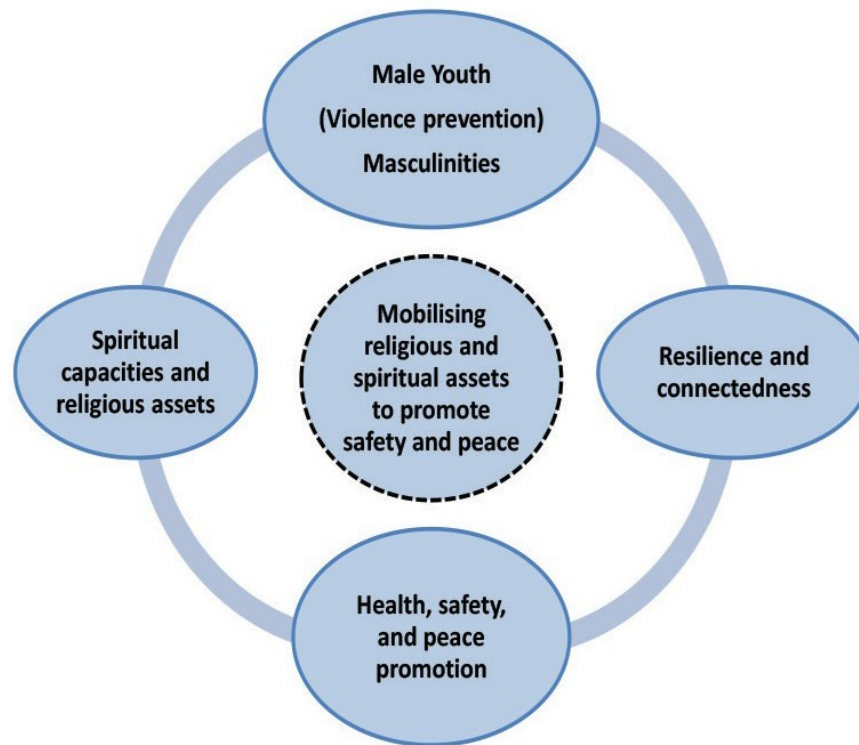 Male Youth
(Violence prevention)
Masculinities
Spiritual
capacities and
religious assets
Mobilising
religious and
spiritual assets
to promote
safety and peace
Resilience and
connectedness
Health, safety,
and peace
promotion